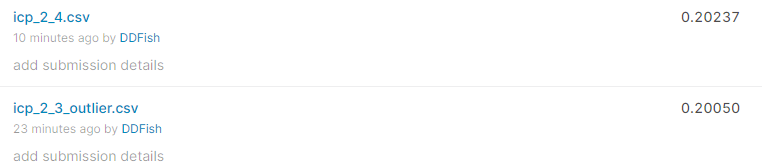 icp_2_4.csv 0.20237
10 minutes ago by DDFish
add submission details
icp_2_3_outlier.csv 0.20050
23 minutes ago by DDFish
add submission details